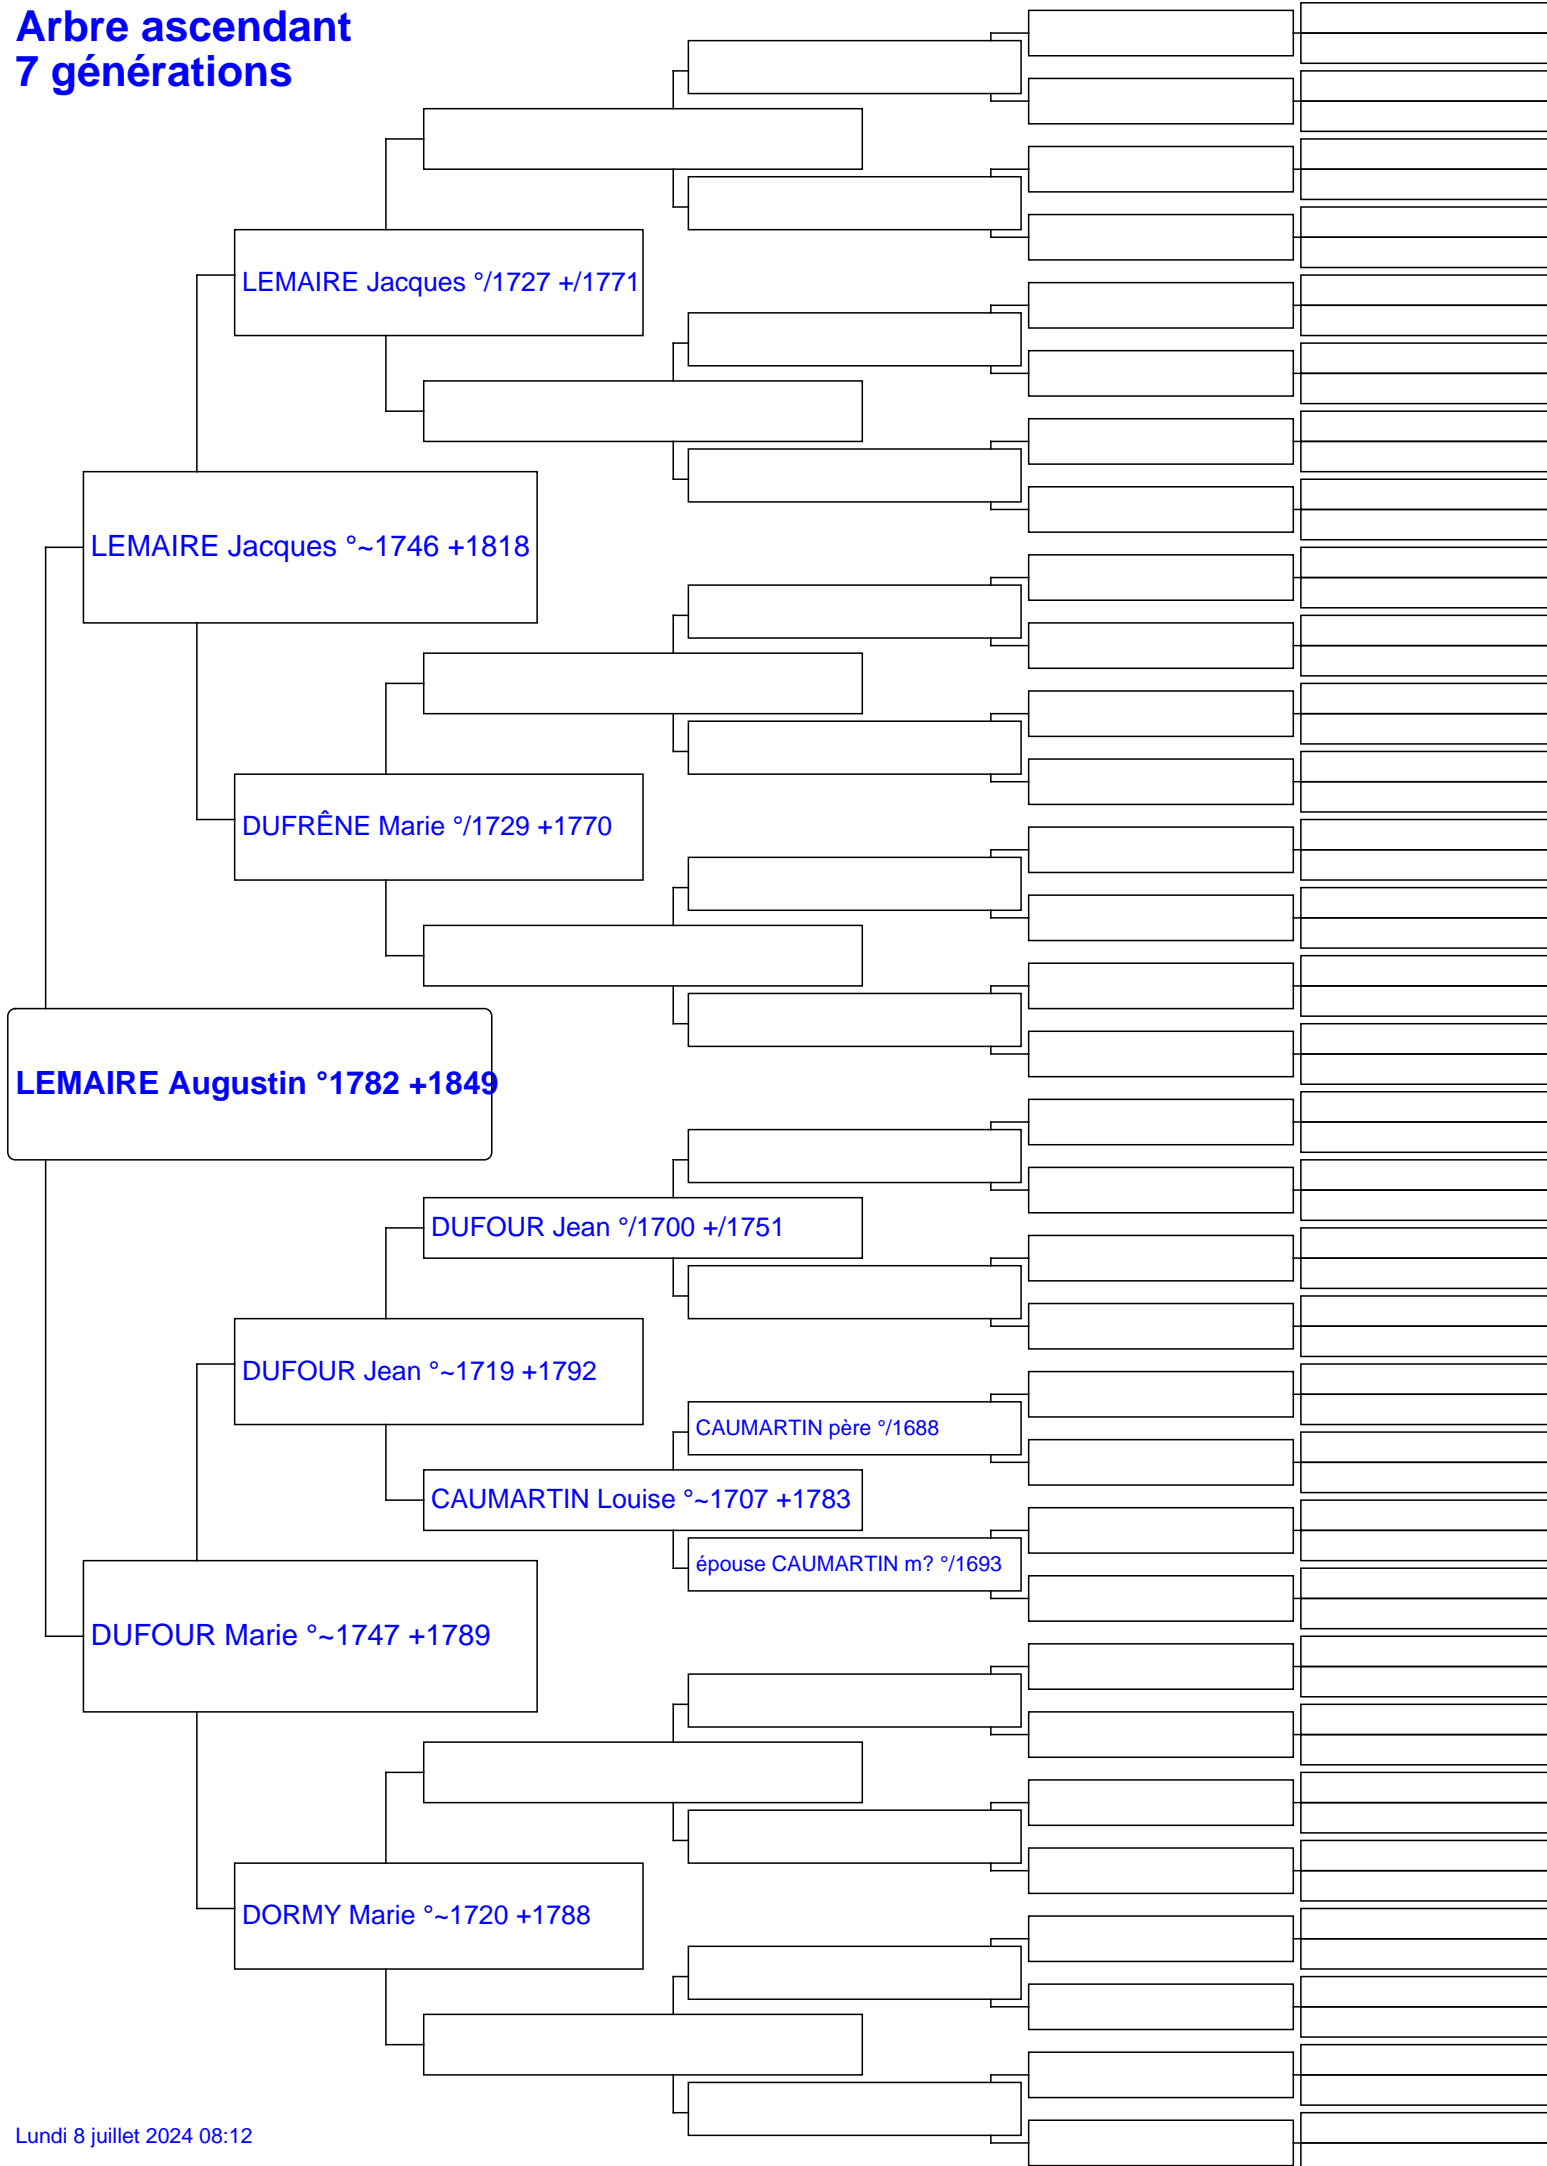 Arbre ascendant
7 générations
LEMAIRE Jacques °/1727 +/1771
LEMAIRE Jacques °~1746 +1818
DUFRÊNE Marie °/1729 +1770
LEMAIRE Augustin °1782 +1849
DUFOUR Jean °/1700 +/1751
DUFOUR Jean °~1719 +1792
CAUMARTIN père °/1688
CAUMARTIN Louise °~1707 +1783
épouse CAUMARTIN m? °/1693
DUFOUR Marie °~1747 +1789
DORMY Marie °~1720 +1788
Lundi 8 juillet 2024 08:12